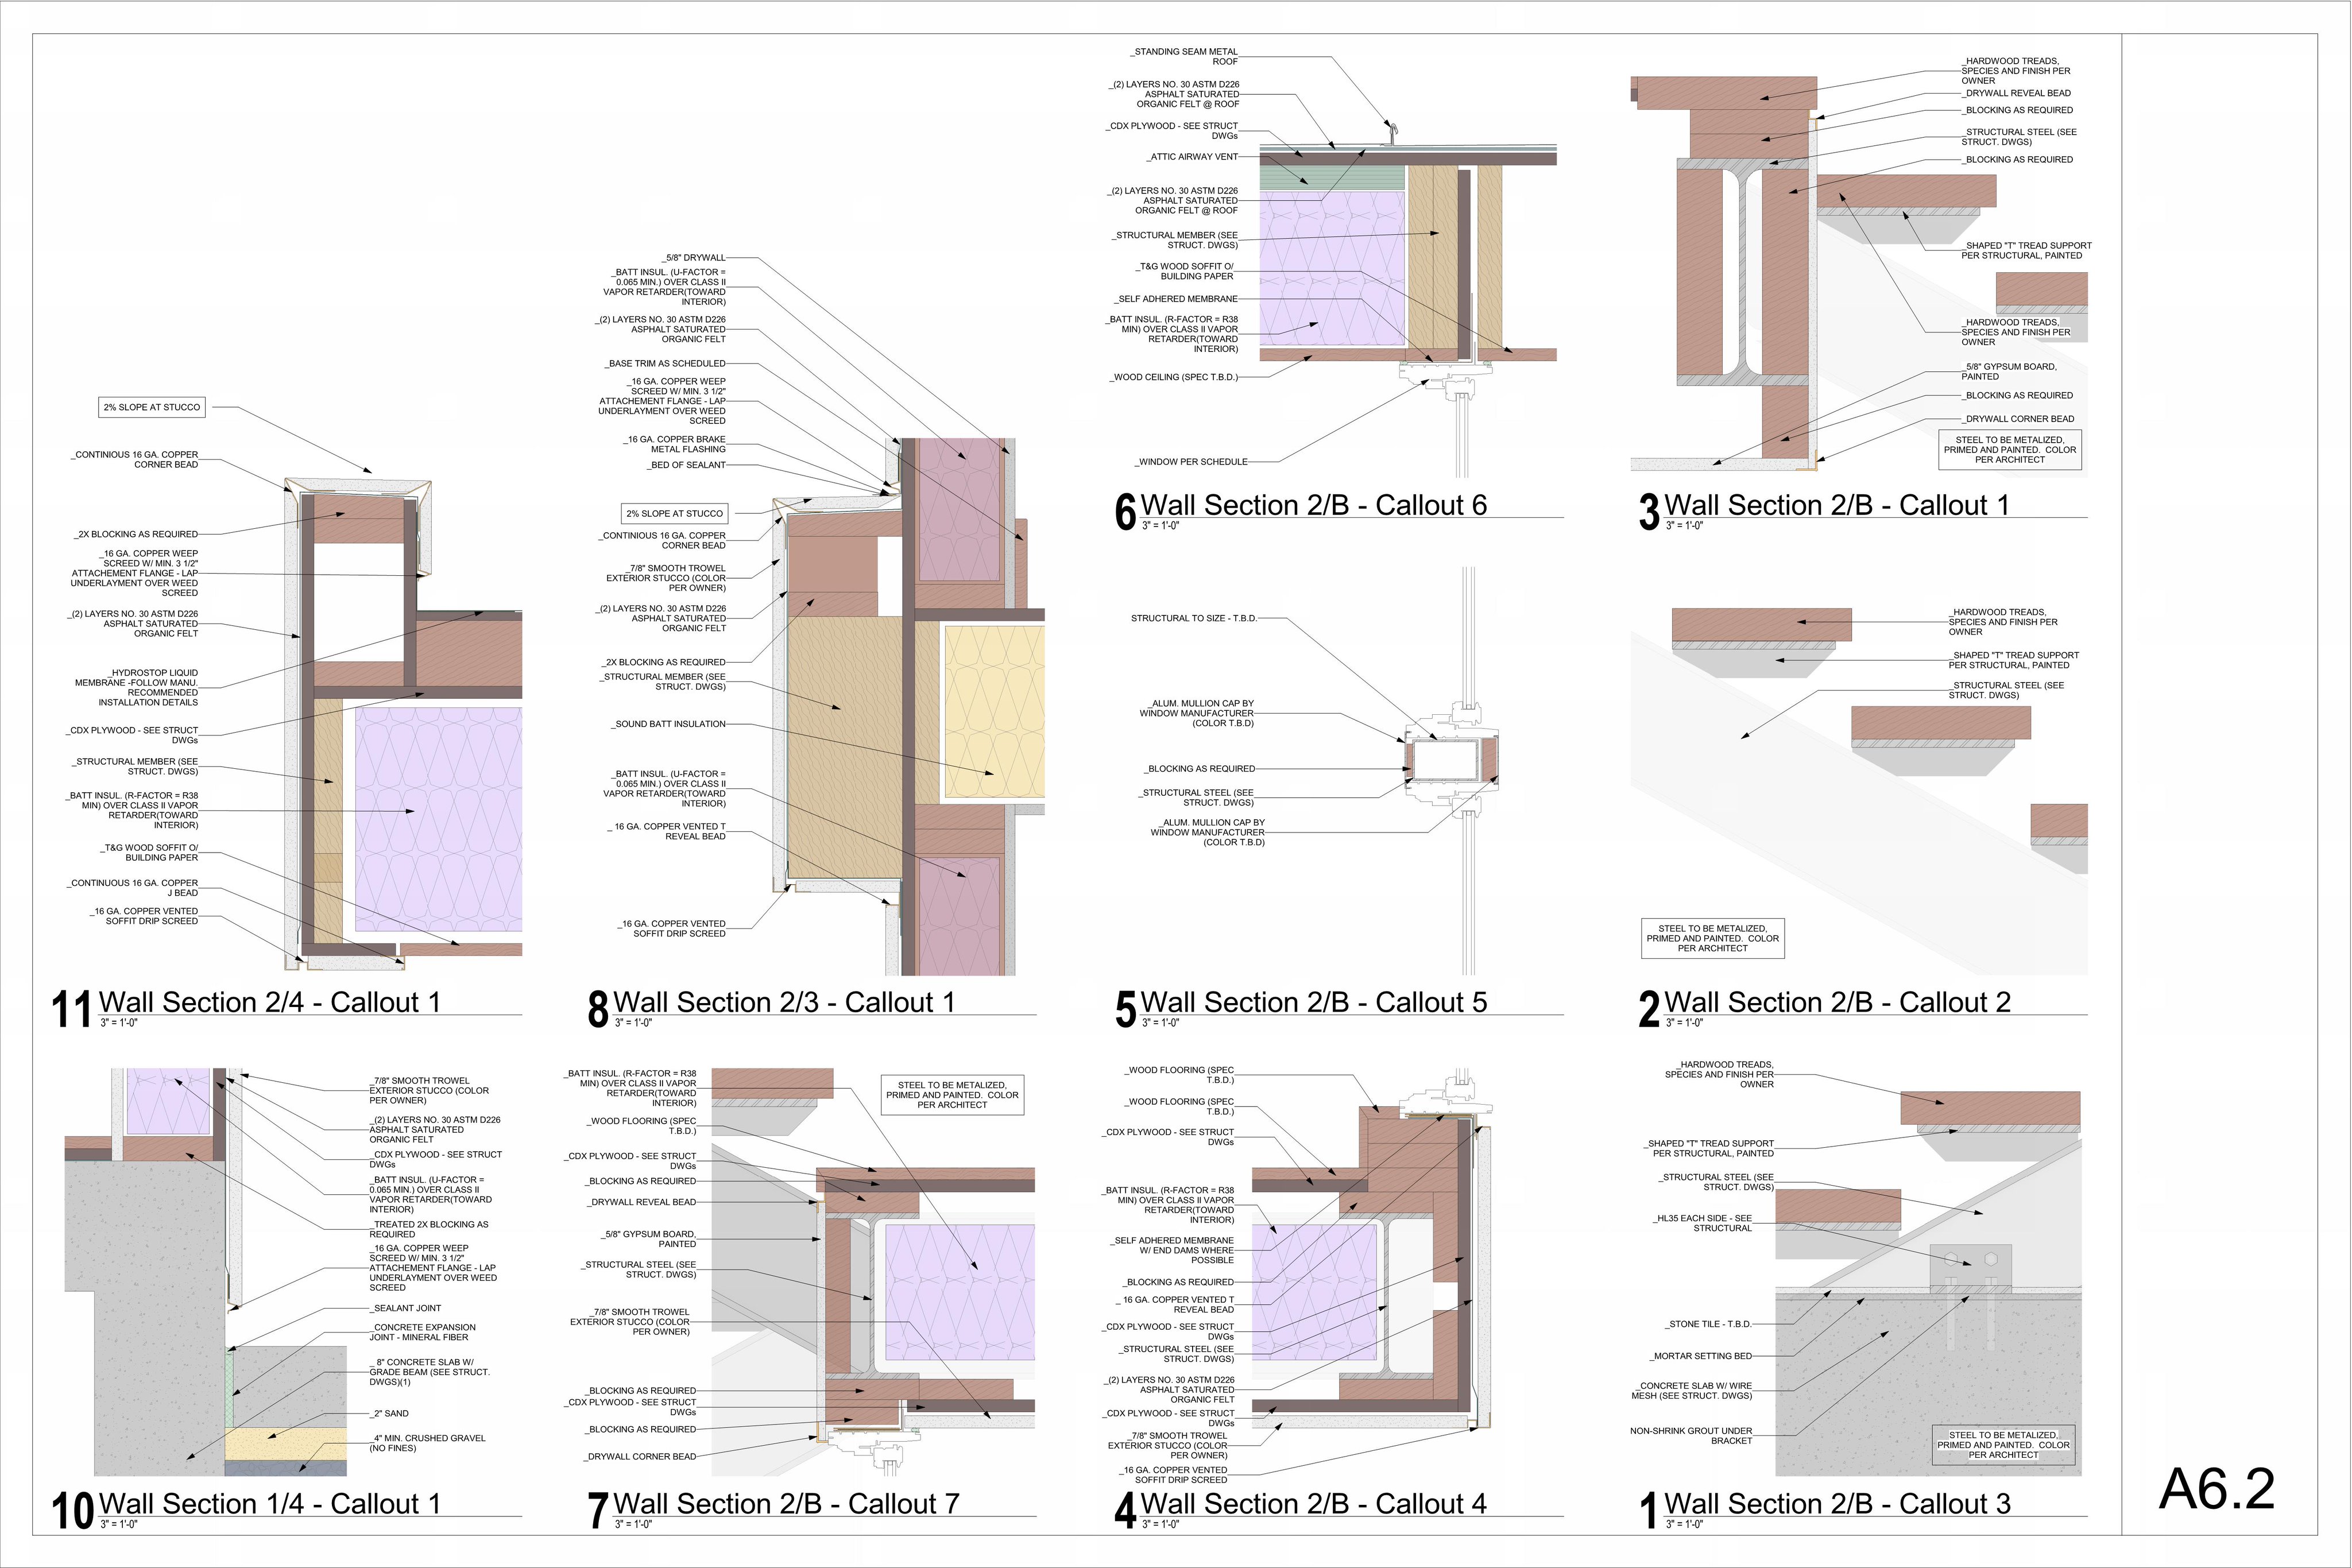 2% SLOPE AT STUCCO
_CONTINIOUS 16 GA. COPPER
CORNER BEAD
_2X BLOCKING AS REQUIRED
_16 GA. COPPER WEEP
SCREED W/ MIN. 3 1/2"
ATTACHEMENT FLANGE - LAP
UNDERLAYMENT OVER WEED
SCREED
_(2) LAYERS NO. 30 ASTM D226
ASPHALT SATURATED
ORGANIC FELT
_HYDROSTOP LIQUID
MEMBRANE -FOLLOW MANU.
RECOMMENDED
INSTALLATION DETAILS
_CDX PLYWOOD - SEE STRUCT
DWGs
_STRUCTURAL MEMBER (SEE
STRUCT. DWGS)
_BATT INSUL. (R-FACTOR = R38
MIN) OVER CLASS II VAPOR
RETARDER(TOWARD
INTERIOR)
_T&G WOOD SOFFIT O/
BUILDING PAPER
_CONTINUOUS 16 GA. COPPER
J BEAD
_16 GA. COPPER VENTED
SOFFIT DRIP SCREED
11 Wall Section 2/4 - Callout 1
3" = 1'-0"
_5/8" DRYWALL
_BATT INSUL. (U-FACTOR =
0.065 MIN.) OVER CLASS II
VAPOR RETARDER(TOWARD
INTERIOR)
_(2) LAYERS NO. 30 ASTM D226
ASPHALT SATURATED
ORGANIC FELT
_BASE TRIM AS SCHEDULED
_16 GA. COPPER WEEP
SCREED W/ MIN. 3 1/2"
ATTACHEMENT FLANGE - LAP
UNDERLAYMENT OVER WEED
SCREED
_16 GA. COPPER BRAKE
METAL FLASHING
_BED OF SEALANT
2% SLOPE AT STUCCO
_CONTINIOUS 16 GA. COPPER
CORNER BEAD
_7/8" SMOOTH TROWEL
EXTERIOR STUCCO (COLOR
PER OWNER)
_(2) LAYERS NO. 30 ASTM D226
ASPHALT SATURATED
ORGANIC FELT
_2X BLOCKING AS REQUIRED
_STRUCTURAL MEMBER (SEE
STRUCT. DWGS)
_SOUND BATT INSULATION
_BATT INSUL. (U-FACTOR =
0.065 MIN.) OVER CLASS II
VAPOR RETARDER(TOWARD
INTERIOR)
_ 16 GA. COPPER VENTED T
REVEAL BEAD
_16 GA. COPPER VENTED
SOFFIT DRIP SCREED
8 Wall Section 2/3 - Callout 1
3" = 1'-0"
_STANDING SEAM METAL
ROOF
_(2) LAYERS NO. 30 ASTM D226
ASPHALT SATURATED
ORGANIC FELT @ ROOF
_CDX PLYWOOD - SEE STRUCT
DWGs
_ATTIC AIRWAY VENT
_(2) LAYERS NO. 30 ASTM D226
ASPHALT SATURATED
ORGANIC FELT @ ROOF
_STRUCTURAL MEMBER (SEE
STRUCT. DWGS)
_T&G WOOD SOFFIT O/
BUILDING PAPER
_SELF ADHERED MEMBRANE
_BATT INSUL. (R-FACTOR = R38
MIN) OVER CLASS II VAPOR
RETARDER(TOWARD
INTERIOR)
_WOOD CEILING (SPEC T.B.D.)
_WINDOW PER SCHEDULE
6 Wall Section 2/B - Callout 6
3" = 1'-0"
_HARDWOOD TREADS,
SPECIES AND FINISH PER
OWNER
_DRYWALL REVEAL BEAD
_BLOCKING AS REQUIRED
_STRUCTURAL STEEL (SEE
STRUCT. DWGS)
_BLOCKING AS REQUIRED
_SHAPED "T" TREAD SUPPORT
PER STRUCTURAL, PAINTED
_HARDWOOD TREADS,
SPECIES AND FINISH PER
OWNER
_5/8" GYPSUM BOARD,
PAINTED
_BLOCKING AS REQUIRED
_DRYWALL CORNER BEAD
STEEL TO BE METALIZED,
PRIMED AND PAINTED. COLOR
PER ARCHITECT
3 Wall Section 2/B - Callout 1
3" = 1'-0"
STRUCTURAL TO SIZE - T.B.D.
_ALUM. MULLION CAP BY
WINDOW MANUFACTURER
(COLOR T.B.D)
_BLOCKING AS REQUIRED
_STRUCTURAL STEEL (SEE
STRUCT. DWGS)
_ALUM. MULLION CAP BY
WINDOW MANUFACTURER
(COLOR T.B.D)
5 Wall Section 2/B - Callout 5
3" = 1'-0"
_HARDWOOD TREADS,
SPECIES AND FINISH PER
OWNER
_SHAPED "T" TREAD SUPPORT
PER STRUCTURAL, PAINTED
_STRUCTURAL STEEL (SEE
STRUCT. DWGS)
STEEL TO BE METALIZED,
PRIMED AND PAINTED. COLOR
PER ARCHITECT
2 Wall Section 2/B - Callout 2
3" = 1'-0"
_7/8" SMOOTH TROWEL
EXTERIOR STUCCO (COLOR
PER OWNER)
_(2) LAYERS NO. 30 ASTM D226
ASPHALT SATURATED
ORGANIC FELT
_CDX PLYWOOD - SEE STRUCT
DWGs
_BATT INSUL. (U-FACTOR =
0.065 MIN.) OVER CLASS II
VAPOR RETARDER(TOWARD
INTERIOR)
_TREATED 2X BLOCKING AS
REQUIRED
_16 GA. COPPER WEEP
SCREED W/ MIN. 3 1/2"
ATTACHEMENT FLANGE - LAP
UNDERLAYMENT OVER WEED
SCREED
_SEALANT JOINT
_CONCRETE EXPANSION
JOINT - MINERAL FIBER
_ 8" CONCRETE SLAB W/
GRADE BEAM (SEE STRUCT.
DWGS)(1)
_2" SAND
_4" MIN. CRUSHED GRAVEL
(NO FINES)
10 Wall Section 1/4 - Callout 1
3" = 1'-0"
_BATT INSUL. (R-FACTOR = R38
MIN) OVER CLASS II VAPOR
RETARDER(TOWARD
INTERIOR)
STEEL TO BE METALIZED,
PRIMED AND PAINTED. COLOR
PER ARCHITECT
_WOOD FLOORING (SPEC
T.B.D.)
_CDX PLYWOOD - SEE STRUCT
DWGs
_BLOCKING AS REQUIRED
_DRYWALL REVEAL BEAD
_5/8" GYPSUM BOARD,
PAINTED
_STRUCTURAL STEEL (SEE
STRUCT. DWGS)
_7/8" SMOOTH TROWEL
EXTERIOR STUCCO (COLOR
PER OWNER)
_BLOCKING AS REQUIRED
_CDX PLYWOOD - SEE STRUCT
DWGs
_BLOCKING AS REQUIRED
_DRYWALL CORNER BEAD
7 Wall Section 2/B - Callout 7
3" = 1'-0"
_WOOD FLOORING (SPEC
T.B.D.)
_WOOD FLOORING (SPEC
T.B.D.)
_CDX PLYWOOD - SEE STRUCT
DWGs
_BATT INSUL. (R-FACTOR = R38
MIN) OVER CLASS II VAPOR
RETARDER(TOWARD
INTERIOR)
_SELF ADHERED MEMBRANE
W/ END DAMS WHERE
POSSIBLE
_BLOCKING AS REQUIRED
_ 16 GA. COPPER VENTED T
REVEAL BEAD
_CDX PLYWOOD - SEE STRUCT
DWGs
_STRUCTURAL STEEL (SEE
STRUCT. DWGS)
_(2) LAYERS NO. 30 ASTM D226
ASPHALT SATURATED
ORGANIC FELT
_CDX PLYWOOD - SEE STRUCT
DWGs
_7/8" SMOOTH TROWEL
EXTERIOR STUCCO (COLOR
PER OWNER)
_16 GA. COPPER VENTED
SOFFIT DRIP SCREED
4 Wall Section 2/B - Callout 4
3" = 1'-0"
_HARDWOOD TREADS,
SPECIES AND FINISH PER
OWNER
_SHAPED "T" TREAD SUPPORT
PER STRUCTURAL, PAINTED
_STRUCTURAL STEEL (SEE
STRUCT. DWGS)
_HL35 EACH SIDE - SEE
STRUCTURAL
_STONE TILE - T.B.D.
_MORTAR SETTING BED
_CONCRETE SLAB W/ WIRE
MESH (SEE STRUCT. DWGS)
NON-SHRINK GROUT UNDER
BRACKET
STEEL TO BE METALIZED,
PRIMED AND PAINTED. COLOR
PER ARCHITECT
1 Wall Section 2/B - Callout 3
3" = 1'-0"
A6.2